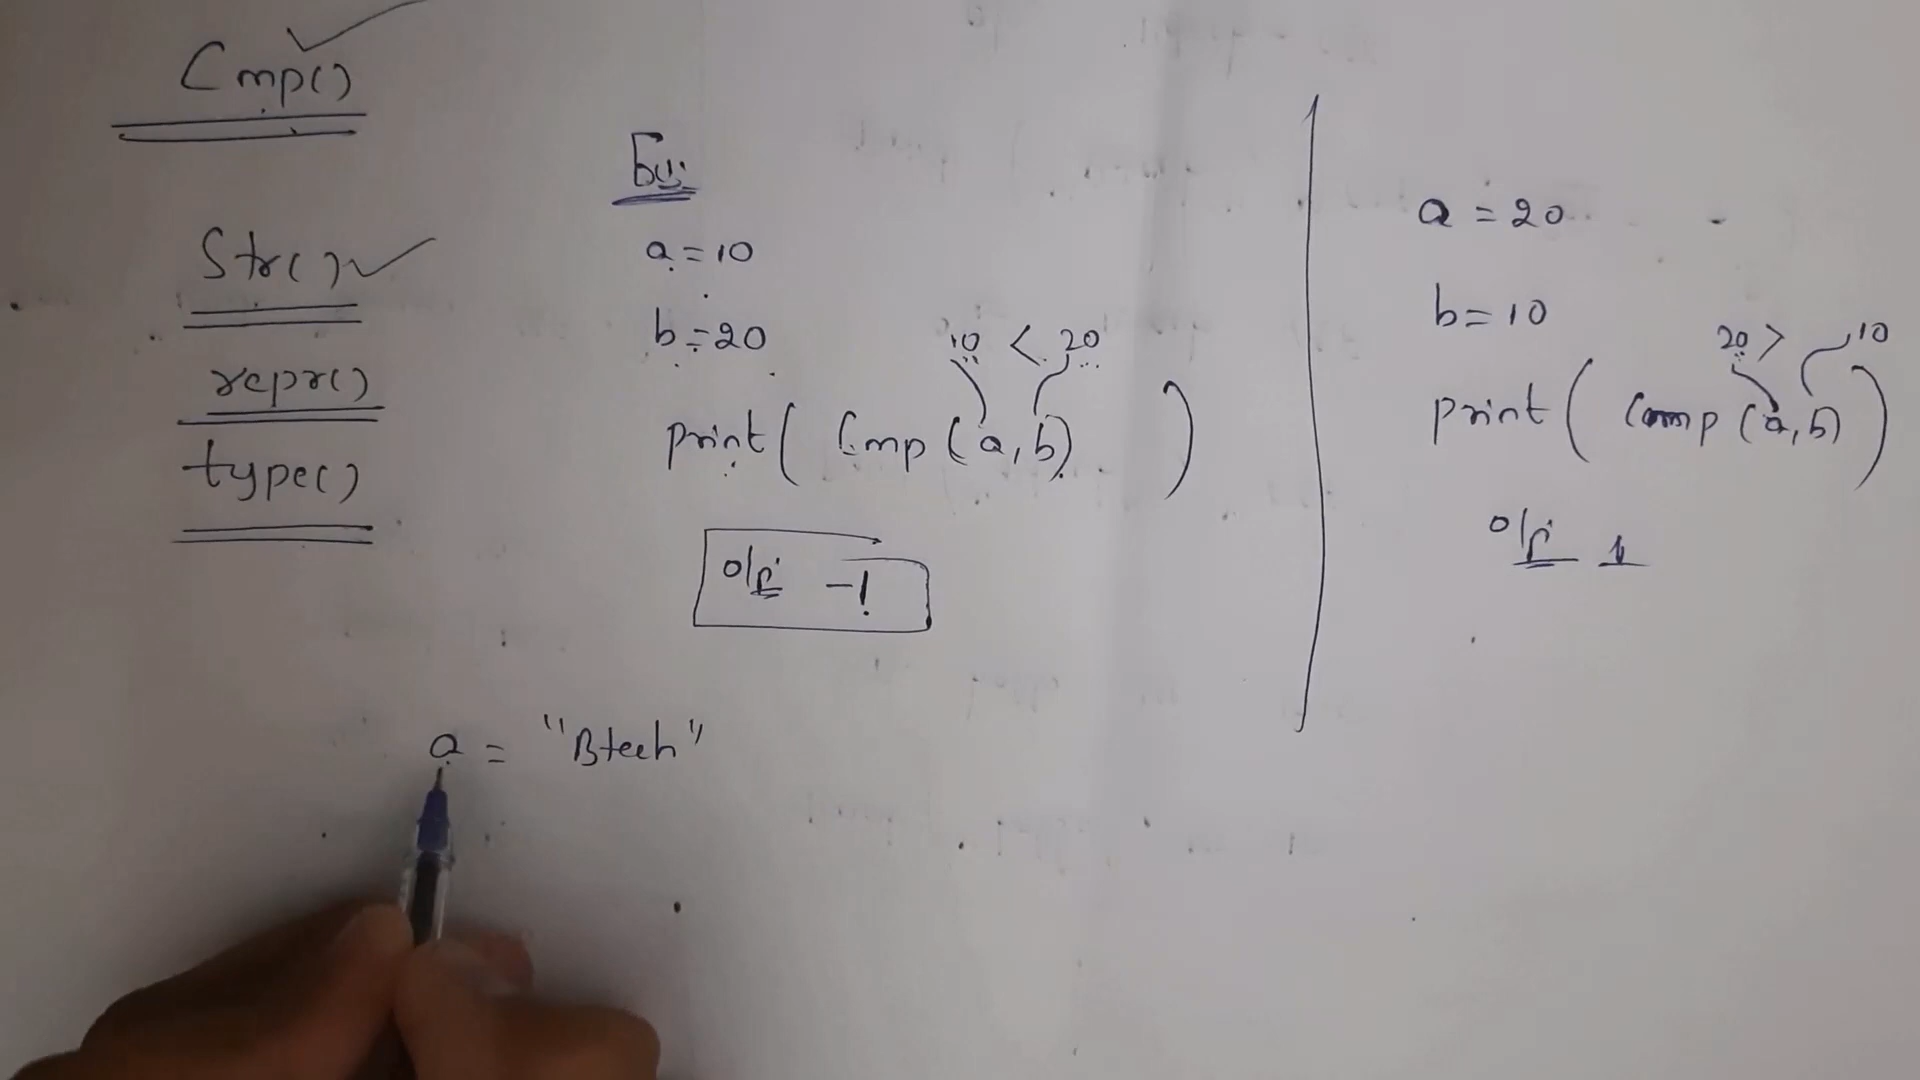 Cmp()
Str()
repr()
type()
Ex:
a = 10
b = 20
10 < 20
print( Cmp (a, b) )
o/p -1
a = 20
b = 10
20 > 10
print( Comp (a, b) )
o/p 1
a = "Btech"